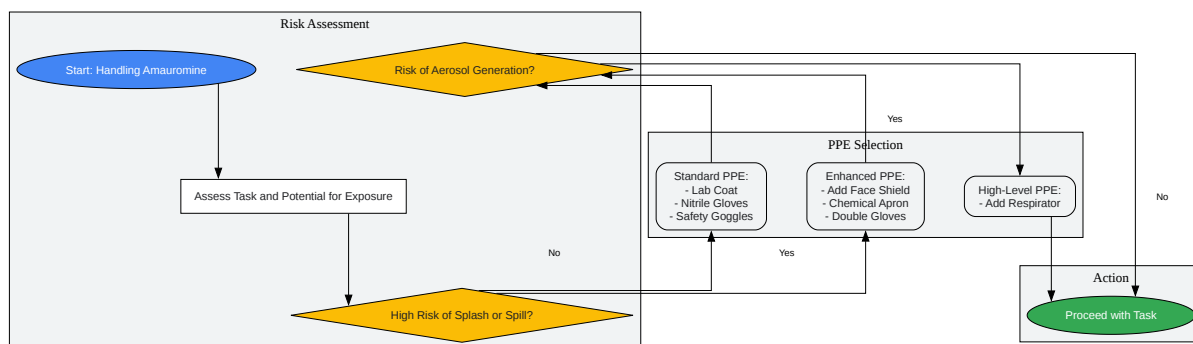 Risk Assessment
Start: Handling Amauromine
Risk of Aerosol Generation?
Assess Task and Potential for Exposure
High Risk of Splash or Spill?
No
Yes
Yes
No
PPE Selection
Standard PPE:
- Lab Coat
- Nitrile Gloves
- Safety Goggles
Enhanced PPE:
- Add Face Shield
- Chemical Apron
- Double Gloves
High-Level PPE:
- Add Respirator
Action
Proceed with Task